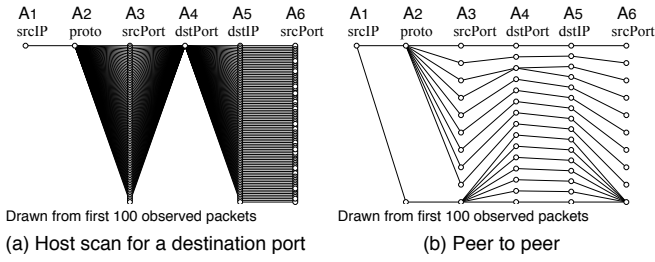 A1 A2 A3 A4 A5 A6
srcIP proto srcPort dstPort dstIP srcPort
Drawn from first 100 observed packets
(a) Host scan for a destination port
A1 A2 A3 A4 A5 A6
srcIP proto srcPort dstPort dstIP srcPort
Drawn from first 100 observed packets
(b) Peer to peer